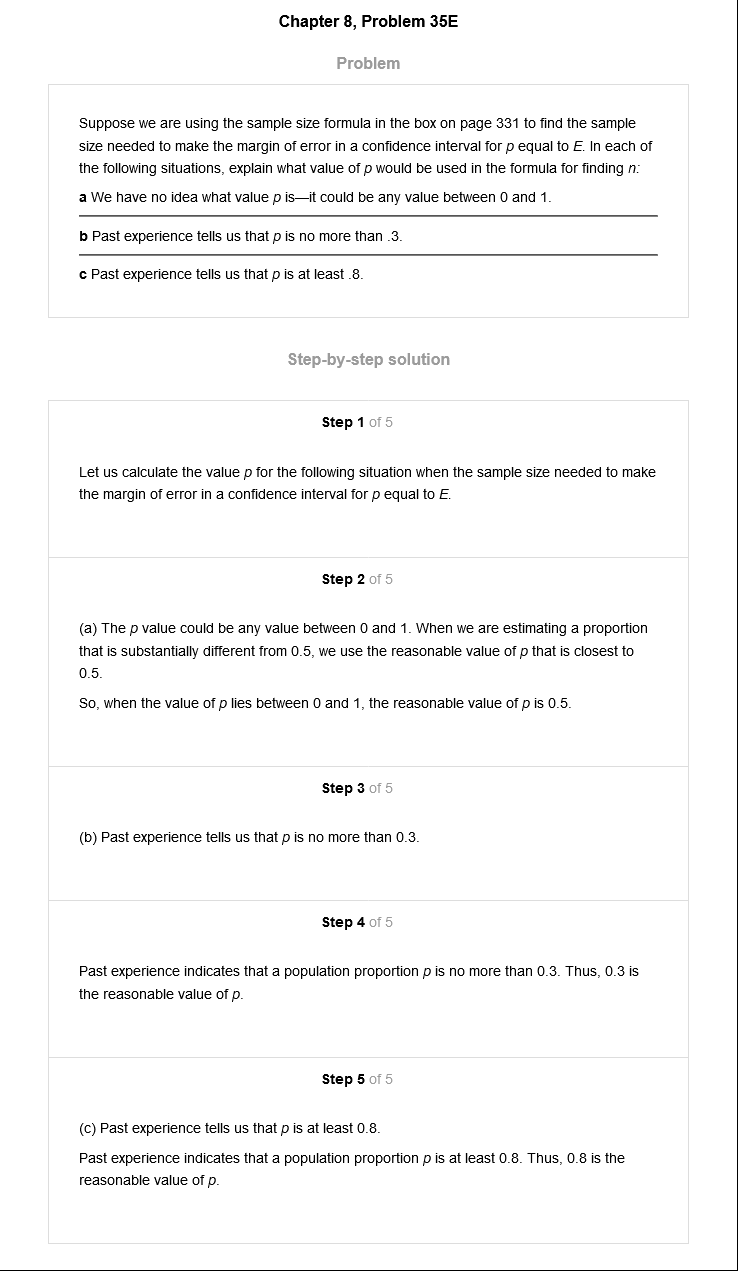 Chapter 8, Problem 35E
Problem
Suppose we are using the sample size formula in the box on page 331 to find the sample
size needed to make the margin of error in a confidence interval for p equal to E. In each of
the following situations, explain what value of p would be used in the formula for finding n:
a We have no idea what value p is—it could be any value between 0 and 1.
b Past experience tells us that p is no more than .3.
c Past experience tells us that p is at least .8.
Step-by-step solution
Step 1 of 5
Let us calculate the value p for the following situation when the sample size needed to make
the margin of error in a confidence interval for p equal to E.
Step 2 of 5
(a) The p value could be any value between 0 and 1. When we are estimating a proportion
that is substantially different from 0.5, we use the reasonable value of p that is closest to
0.5.
So, when the value of p lies between 0 and 1, the reasonable value of p is 0.5.
Step 3 of 5
(b) Past experience tells us that p is no more than 0.3.
Step 4 of 5
Past experience indicates that a population proportion p is no more than 0.3. Thus, 0.3 is
the reasonable value of p.
Step 5 of 5
(c) Past experience tells us that p is at least 0.8.
Past experience indicates that a population proportion p is at least 0.8. Thus, 0.8 is the
reasonable value of p.